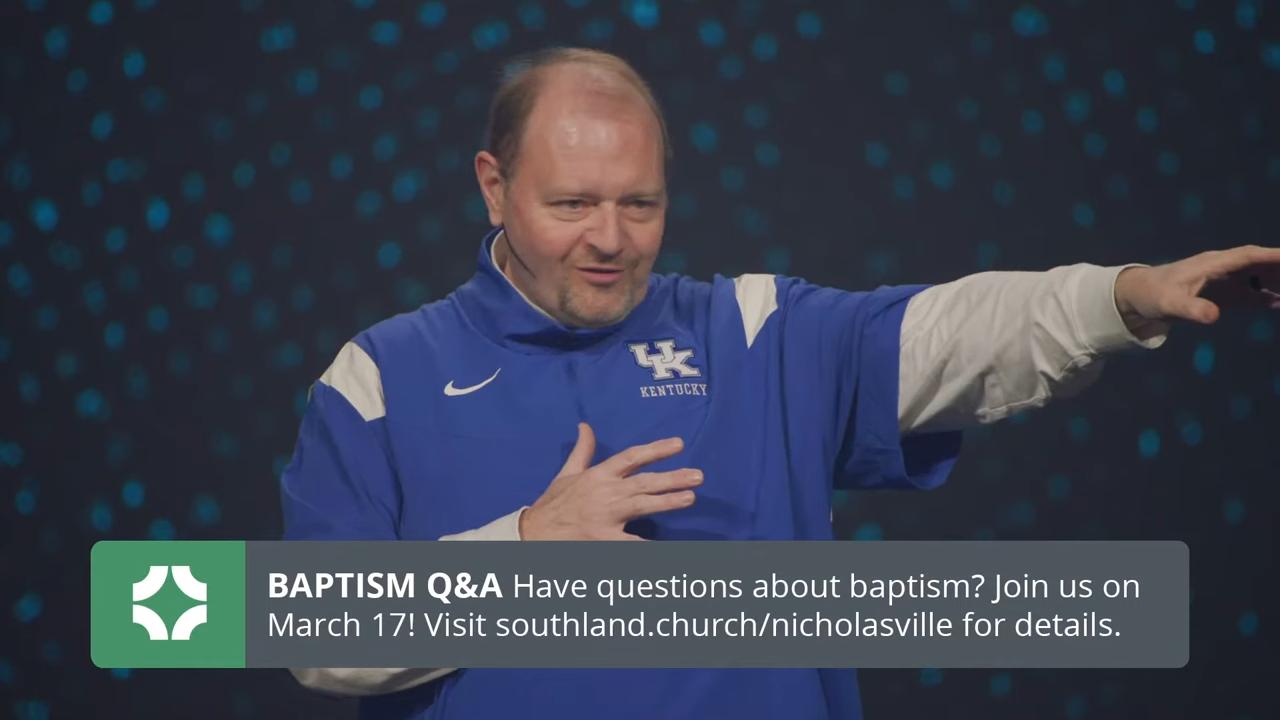 UK
KENTUCKY
BAPTISM Q&A Have questions about baptism? Join us on
March 17! Visit southland.church/nicholasville for details.